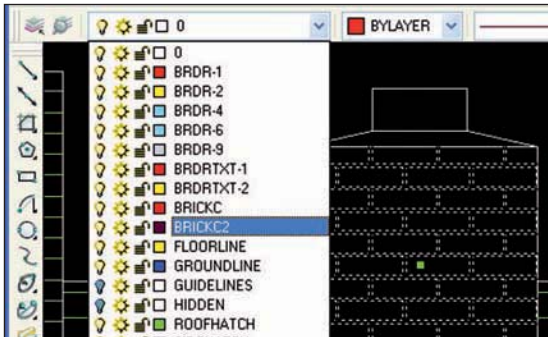 0 BYLAYER
0
BRDR-1
BRDR-2
BRDR-4
BRDR-6
BRDR-9
BRDRTXT-1
BRDRTXT-2
BRICKC
BRICKC2
FLOORLINE
GROUNDLINE
GUIDELINES
HIDDEN
ROOFHATCH